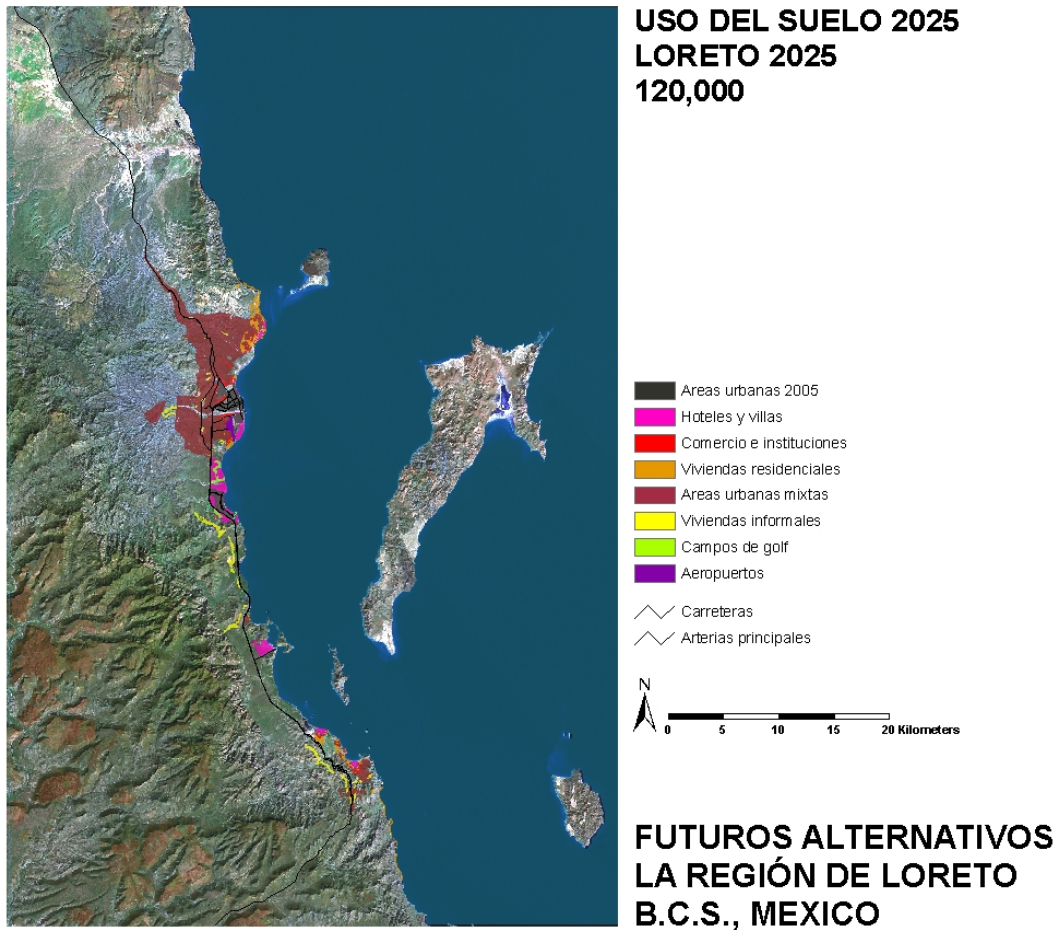 USO DEL SUELO 2025
LORETO 2025
120,000
Areas urbanas 2005
Hoteles y villas
Comercio e instituciones
Viviendas residenciales
Areas urbanas mixtas
Viviendas informales
Campos de golf
Aeropuertos
Carreteras
Arterias principales
N
0 5 10 15 20 Kilometers
FUTUROS ALTERNATIVOS
LA REGIÓN DE LORETO
B.C.S., MEXICO